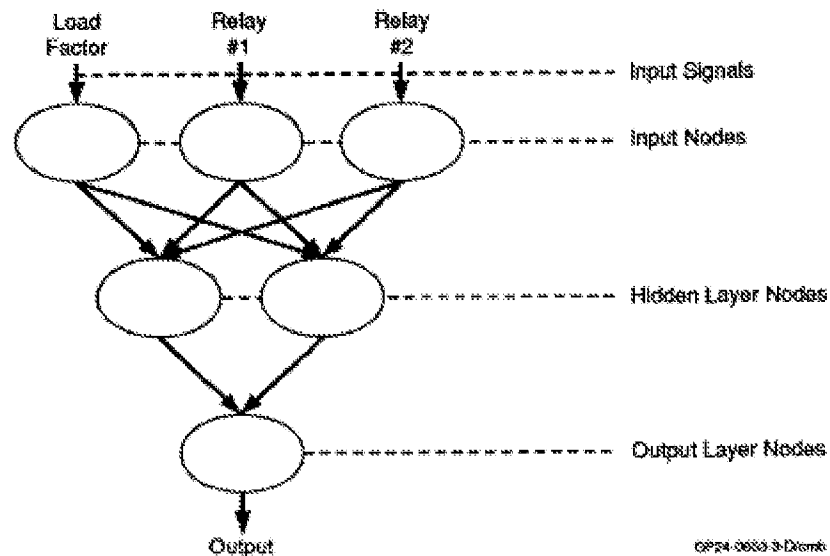 Load Factor
Relay #1
Relay #2
Input Signals
Input Nodes
Hidden Layer Nodes
Output Layer Nodes
Output